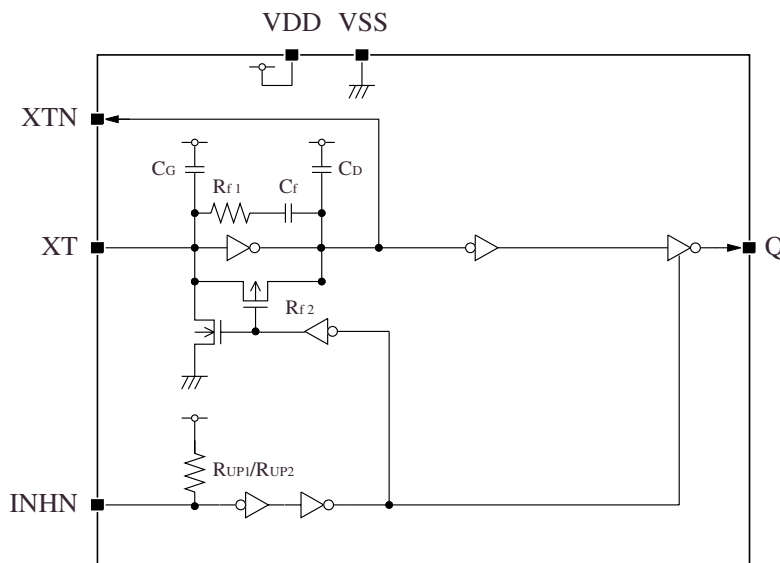 VDD VSS
XTN
CG CD
Rf1 Cf
XT Q
Rf2
RUP1/RUP2
INHN